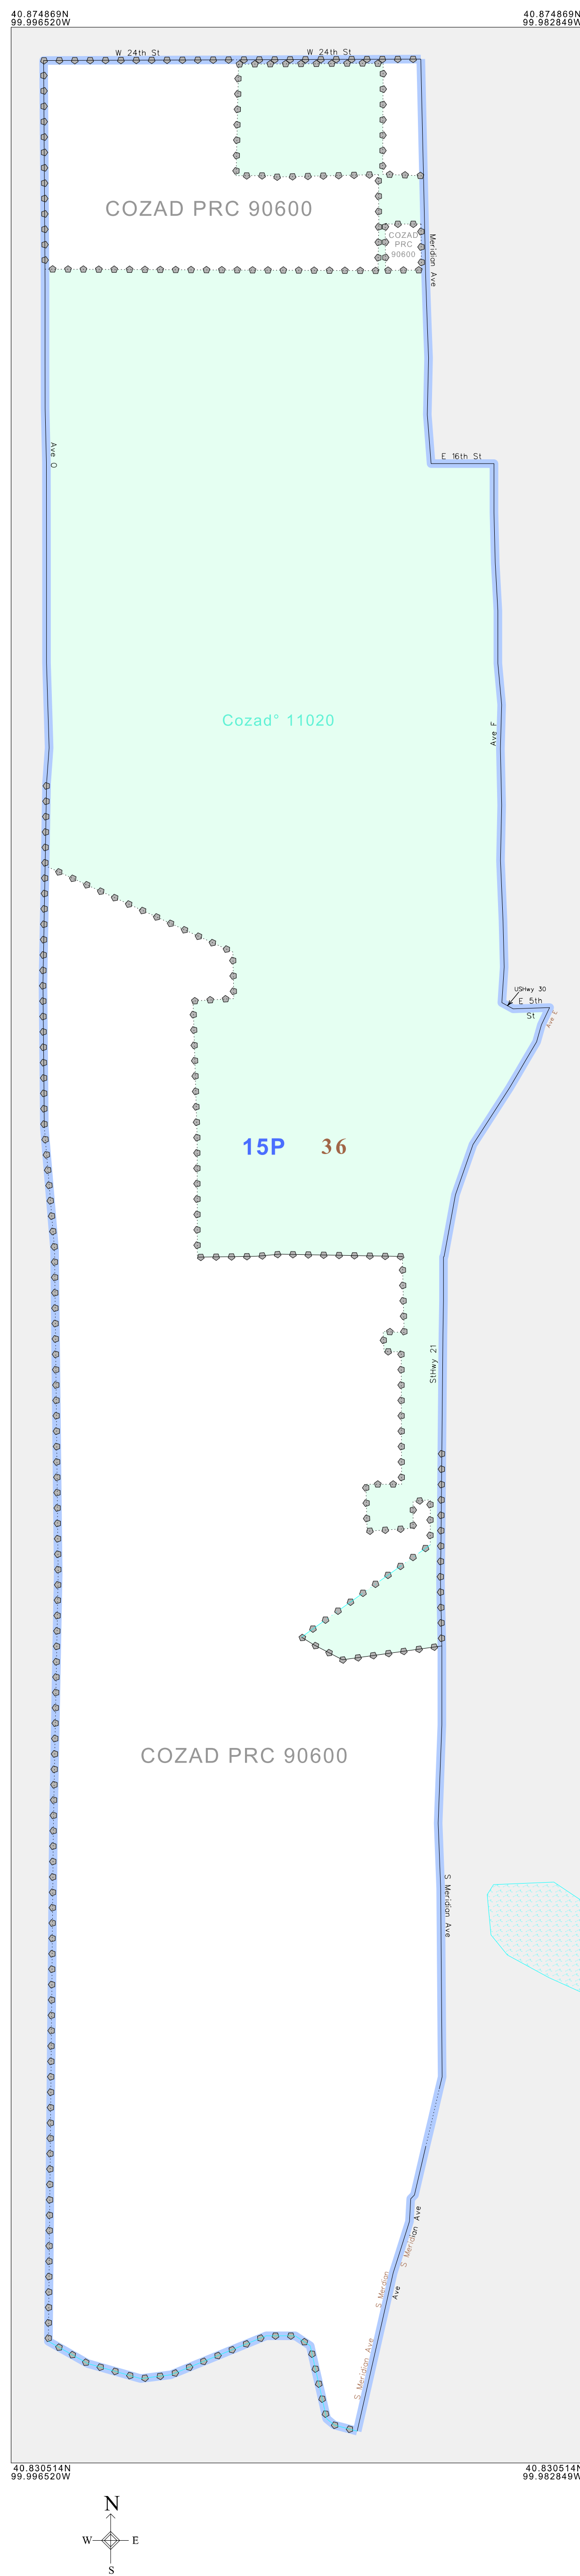 40.874869N
99.996520W
40.874869N
99.982849W
W 24th St
W 24th St
COZAD PRC 90600
COZAD
PRC
90600
Meridian Ave
Ave O
E 16th St
Cozad° 11020
Ave F
USHwy 30
E 5th
St
Ave E
15P
36
StHwy 21
COZAD PRC 90600
S Meridian Ave
S Meridian Ave
S Meridian
Ave
S Meridian Ave
40.830514N
99.996520W
40.830514N
99.982849W
N
W
E
S